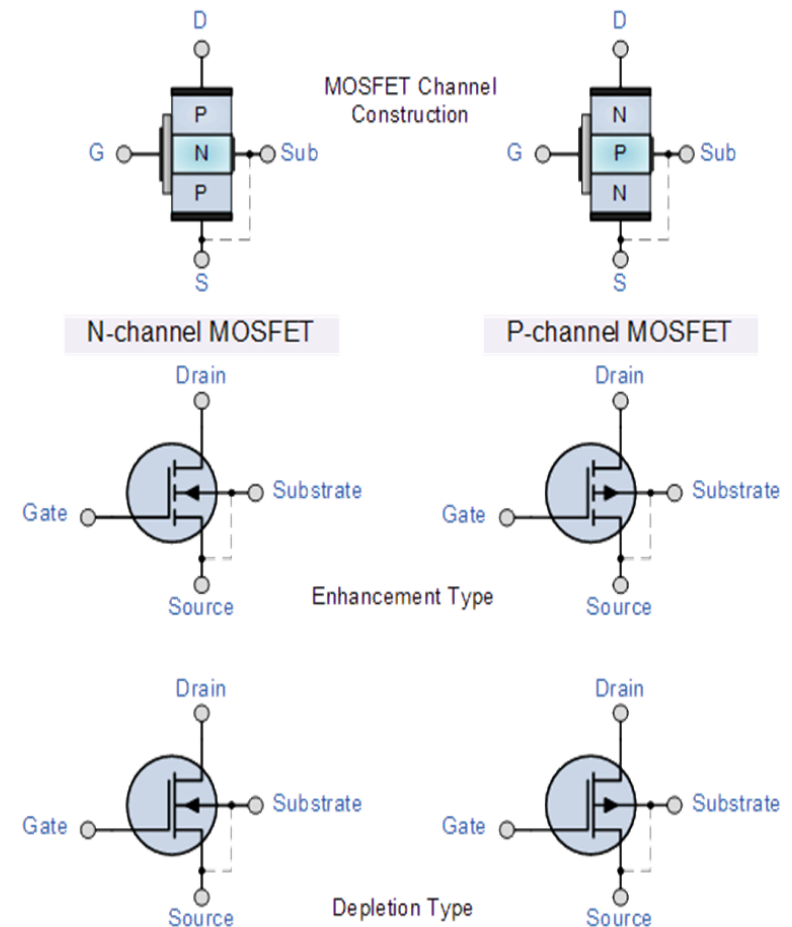 D
D
MOSFET Channel
Construction
P
N
G
N
Sub
G
P
Sub
P
N
S
S
N-channel MOSFET
P-channel MOSFET
Drain
Drain
Substrate
Substrate
Gate
Gate
Source
Enhancement Type
Source
Drain
Drain
Substrate
Substrate
Gate
Gate
Source
Depletion Type
Source